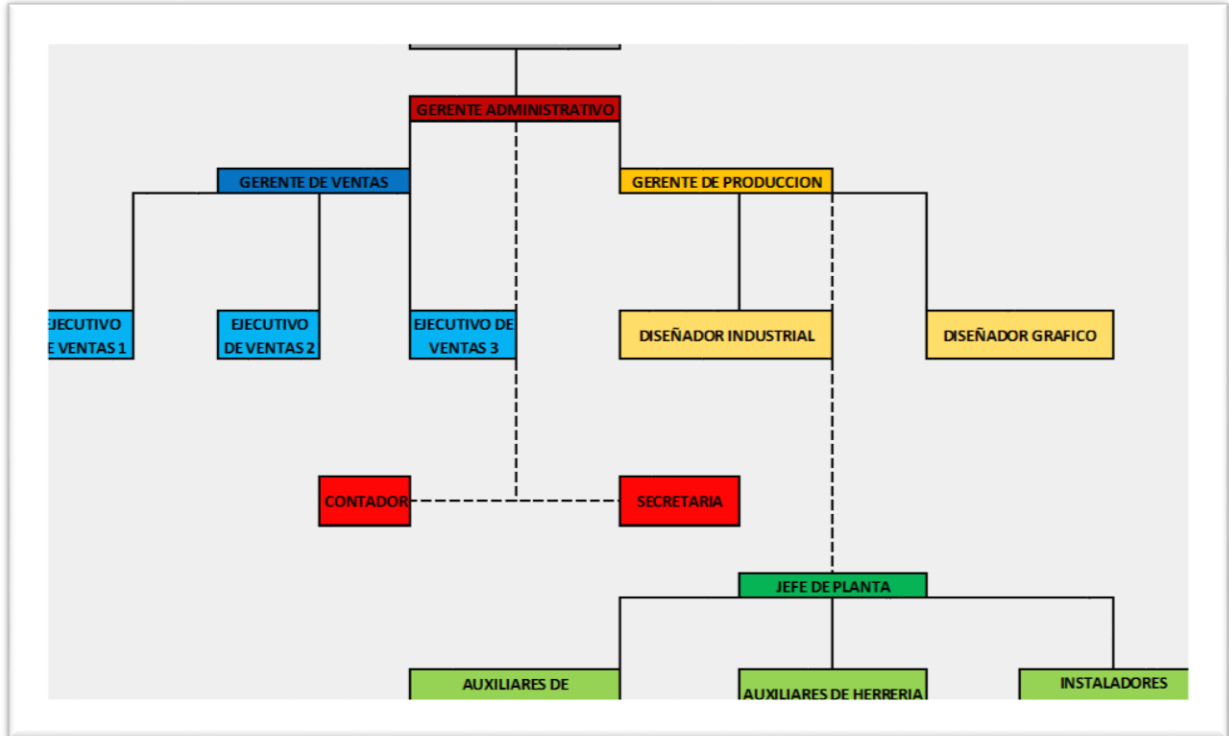 GERENTE ADMINISTRATIVO
GERENTE DE VENTAS
GERENTE DE PRODUCCION
EJECUTIVO
DE VENTAS 1
EJECUTIVO
DE VENTAS 2
EJECUTIVO DE
VENTAS 3
DISEÑADOR INDUSTRIAL
DISEÑADOR GRAFICO
CONTADOR
SECRETARIA
JEFE DE PLANTA
AUXILIARES DE
AUXILIARES DE HERRERIA
INSTALADORES